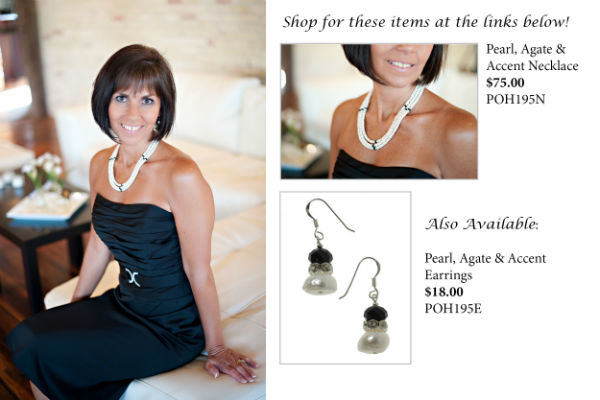 Shop for these items at the links below!
Pearl, Agate &
Accent Necklace
$75.00
POH195N
Also Available:
Pearl, Agate & Accent
Earrings
$18.00
POH195E